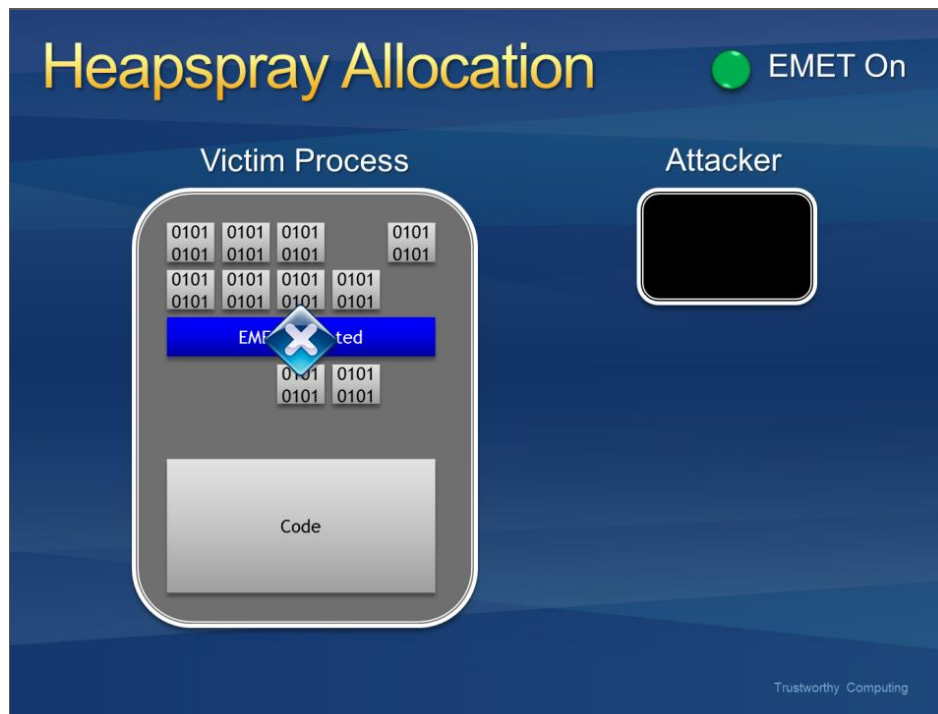 Heapspray Allocation
EMET On
Victim Process
Attacker
0101 0101 0101 0101
0101 0101 0101 0101
0101 0101 0101 0101
0101 0101 0101 0101
0101
0101 0101
Code
Trustworthy Computing